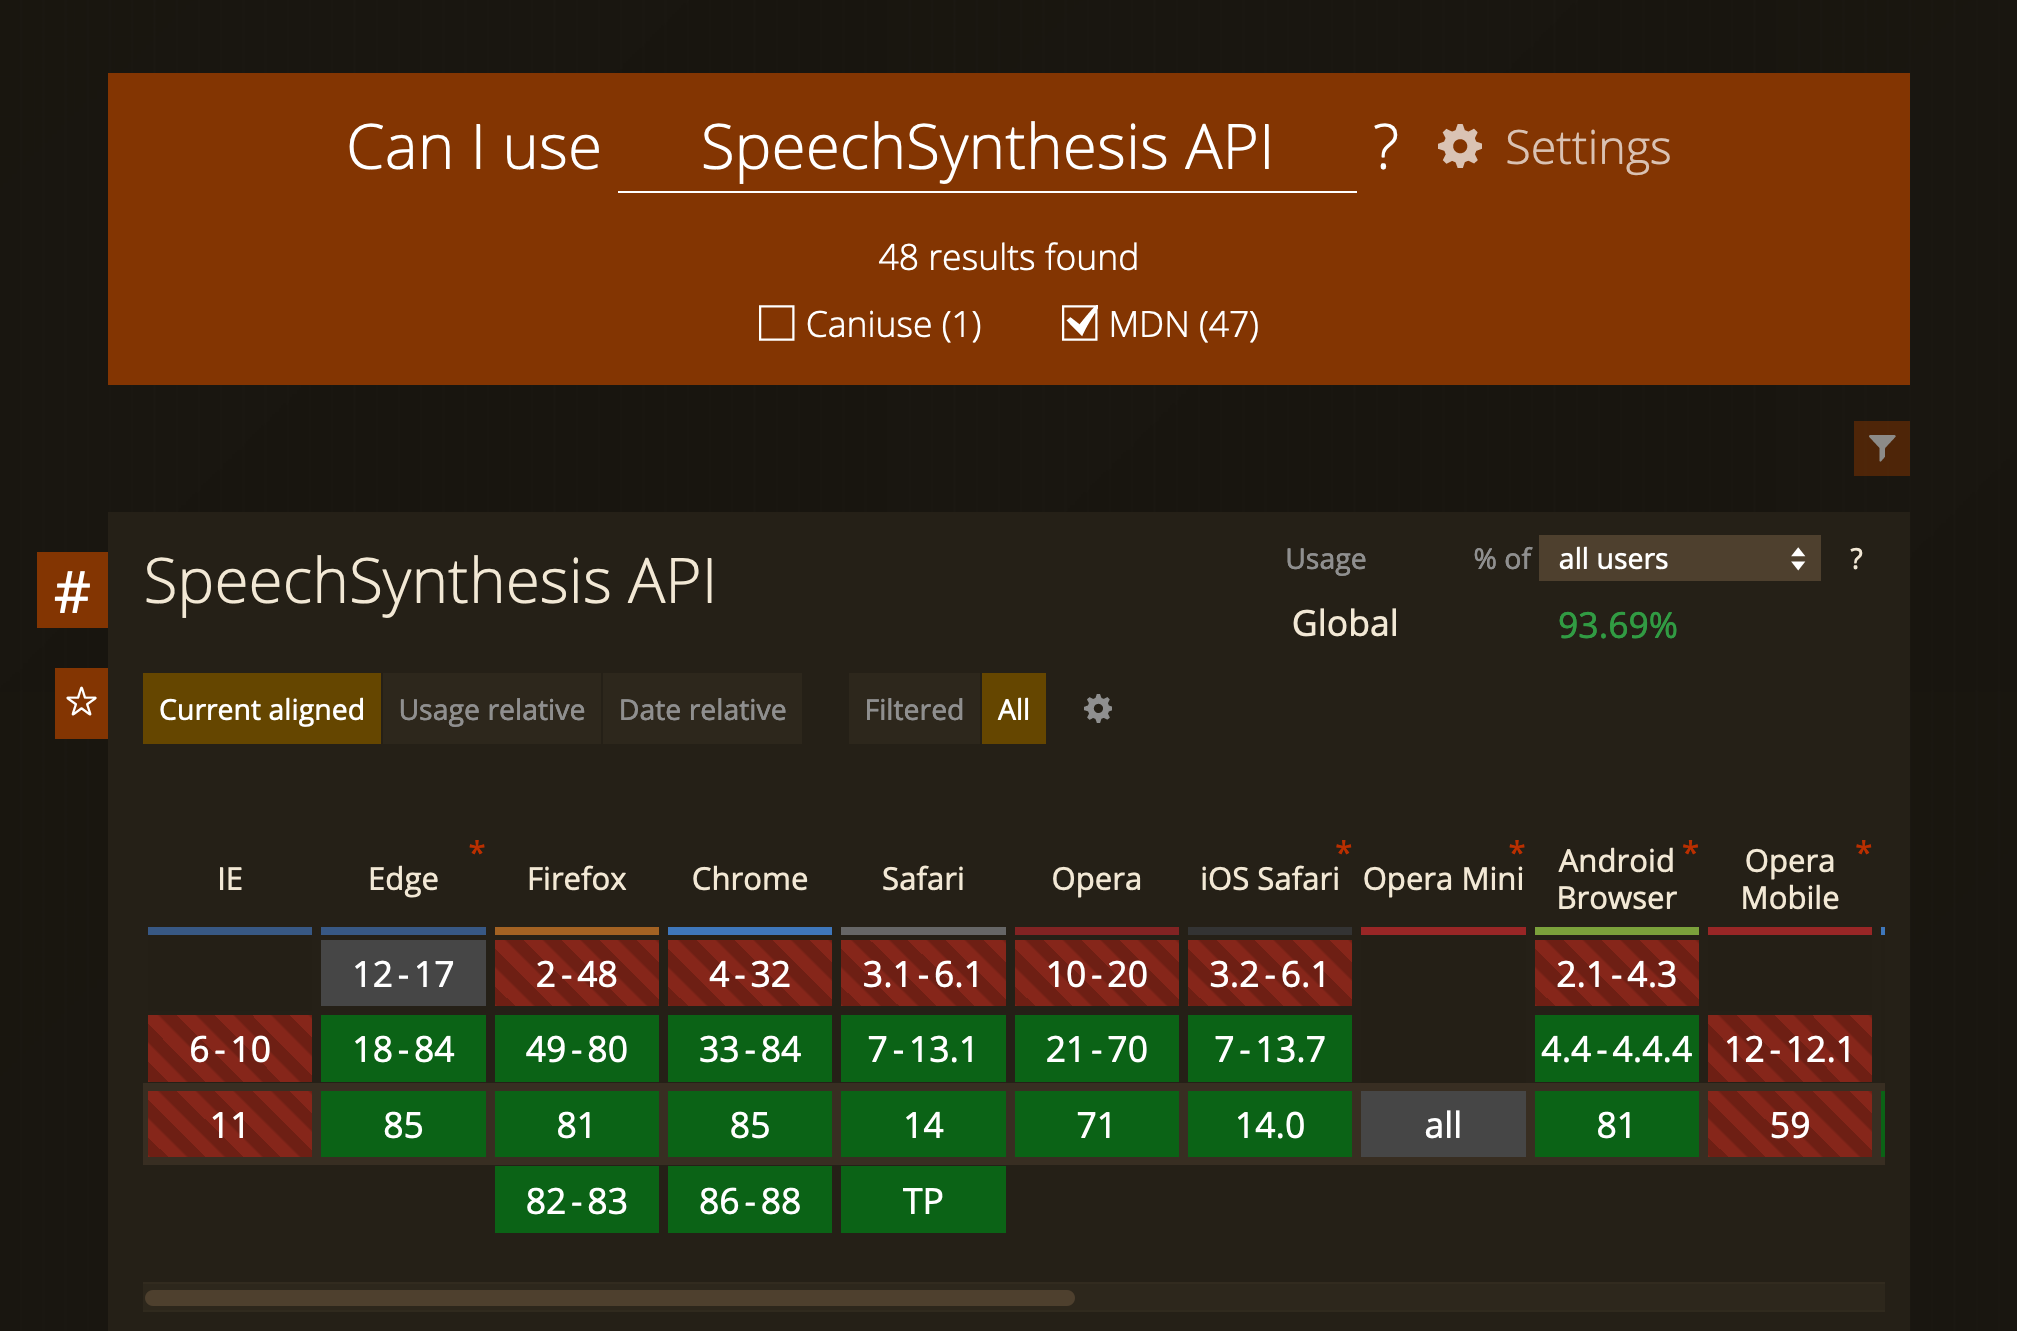 Can I use SpeechSynthesis API ? Settings
48 results found
Caniuse (1) MDN (47)
#
SpeechSynthesis API
Usage % of all users ?
Global 93.69%
Current aligned Usage relative Date relative Filtered All
IE Edge * Firefox Chrome Safari Opera iOS Safari * Opera Mini * Android Browser * Opera Mobile *
12-17 2-48 4-32 3.1-6.1 10-20 3.2-6.1 2.1-4.3
6-10 18-84 49-80 33-84 7-13.1 21-70 7-13.7 4.4-4.4.4 12-12.1
11 85 81 85 14 71 14.0 all 81 59
82-83 86-88 TP